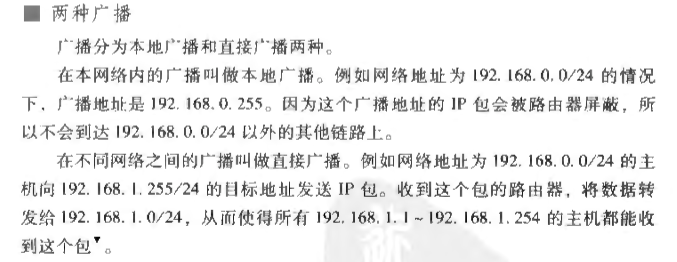 ■ 两种广播
广播分为本地广播和直接广播两种。
在本网络内的广播叫做本地广播。例如网络地址为 192. 168. 0. 0/24 的情况
下，广播地址是 192. 168. 0. 255。因为这个广播地址的 IP 包会被路由器屏蔽，所
以不会到达 192. 168. 0. 0/24 以外的其他链路上。
在不同网络之间的广播叫做直接广播。例如网络地址为 192. 168. 0. 0/24 的主
机向 192. 168. 1. 255/24 的目标地址发送 IP 包。收到这个包的路由器，将数据转
发给 192. 168. 1. 0/24，从而使得所有 192. 168. 1. 1 ~ 192. 168. 1. 254 的主机都能收
到这个包▼。